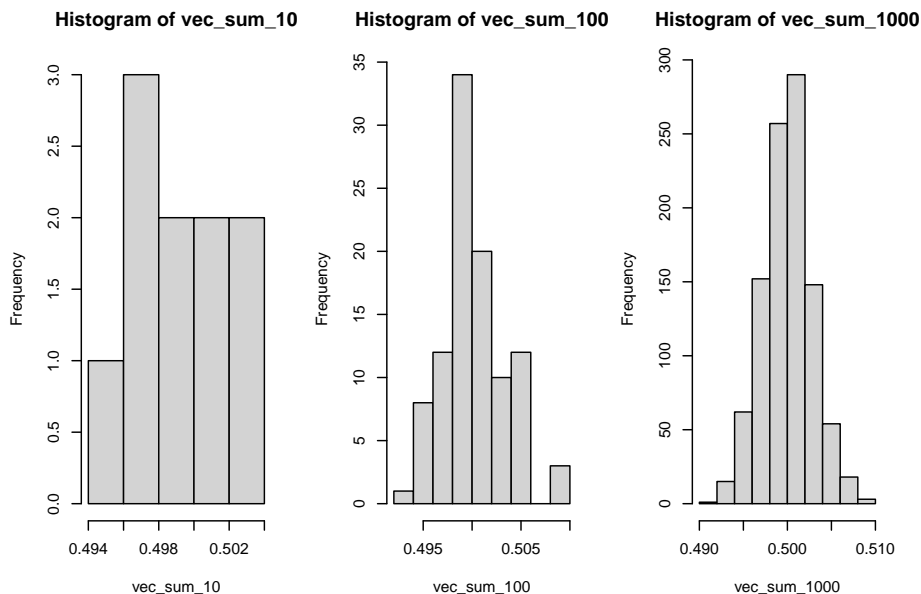 Histogram of vec_sum_10
Frequency
3.0
2.5
2.0
1.5
1.0
0.5
0.0
0.494 0.498 0.502
vec_sum_10
Histogram of vec_sum_100
Frequency
35
30
25
20
15
10
5
0
0.495 0.505
vec_sum_100
Histogram of vec_sum_1000
Frequency
300
250
200
150
100
50
0
0.490 0.500 0.510
vec_sum_1000